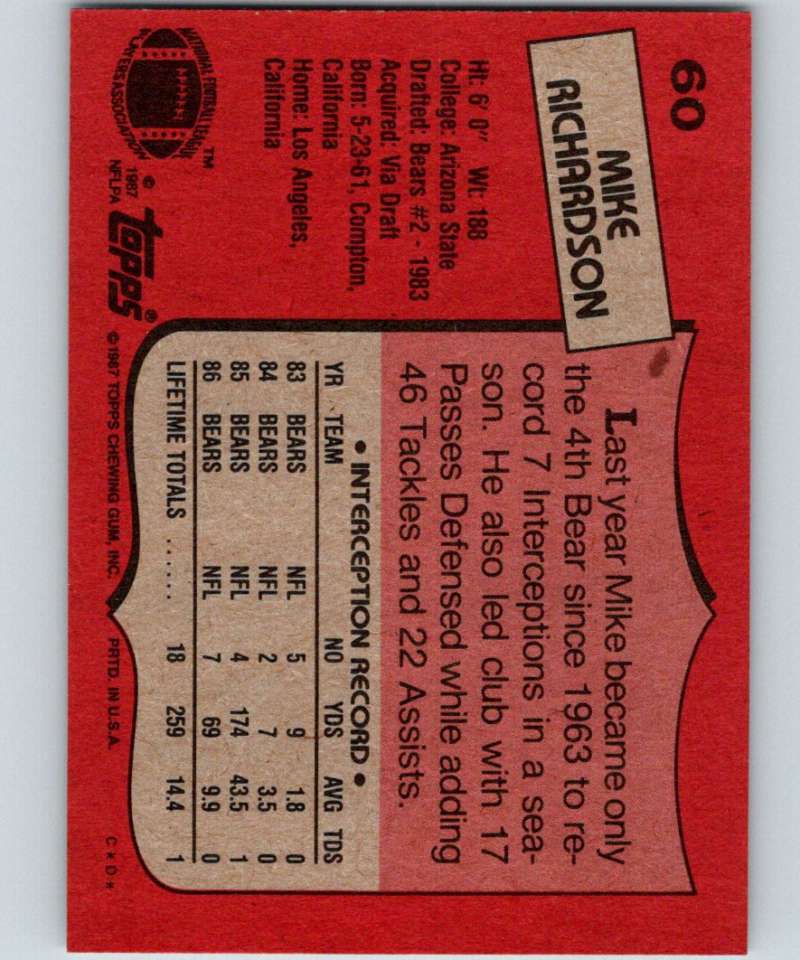 60
MIKE
RICHARDSON
Ht: 6' 0" Wt: 188
College: Arizona State
Drafted: Bears #2 - 1983
Acquired: Via Draft
Born: 5-23-61, Compton,
California
Home: Los Angeles,
California
Last year Mike became only
the 4th Bear since 1963 to re-
cord 7 Interceptions in a sea-
son. He also led club with 17
Passes Defensed while adding
46 Tackles and 22 Assists.
• INTERCEPTION RECORD •
YR TEAM NO YDS AVG TDS
83 BEARS NFL 5 9 1.8 0
84 BEARS NFL 2 7 3.5 0
85 BEARS NFL 4 174 43.5 1
86 BEARS NFL 7 69 9.9 0
LIFETIME TOTALS ...... 18 259 14.4 1
NATIONAL FOOTBALL LEAGUE
PLAYERS ASSOCIATION
™
© 1987
NFLPA
topps®
© 1987 TOPPS CHEWING GUM, INC. PRTD. IN U.S.A. C*D*